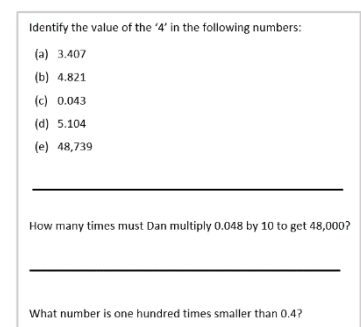 Identify the value of the ‘4’ in the following numbers:
(a) 3.407
(b) 4.821
(c) 0.043
(d) 5.104
(e) 48,739
How many times must Dan multiply 0.048 by 10 to get 48,000?
What number is one hundred times smaller than 0.4?